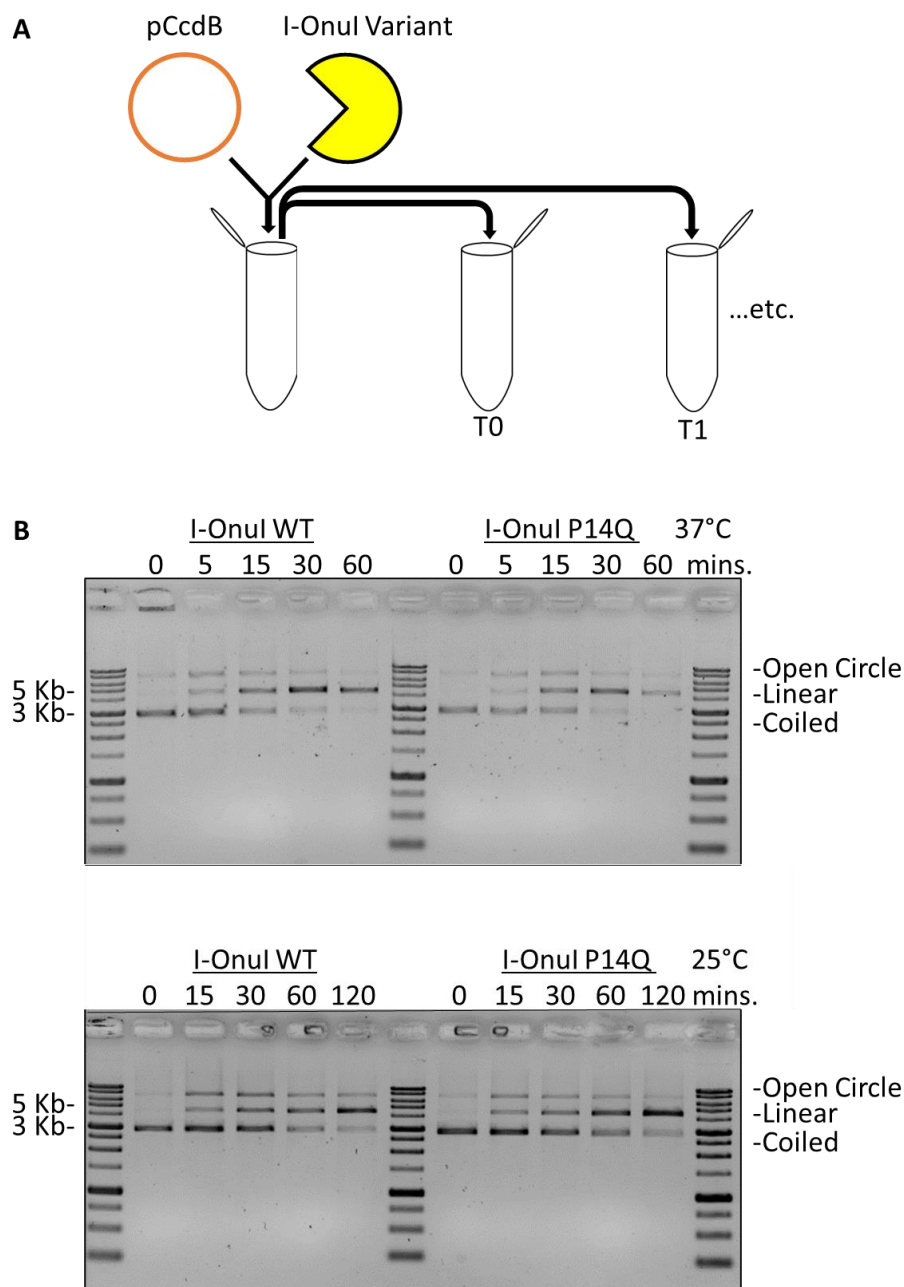 A
pCcdB I-OnuI Variant
...etc.
T0 T1
B
I-OnuI WT I-OnuI P14Q 37°C
0 5 15 30 60 0 5 15 30 60 mins.
-Open Circle
5 Kb- -Linear
3 Kb- -Coiled
I-OnuI WT I-OnuI P14Q 25°C
0 15 30 60 120 0 15 30 60 120 mins.
-Open Circle
5 Kb- -Linear
3 Kb- -Coiled